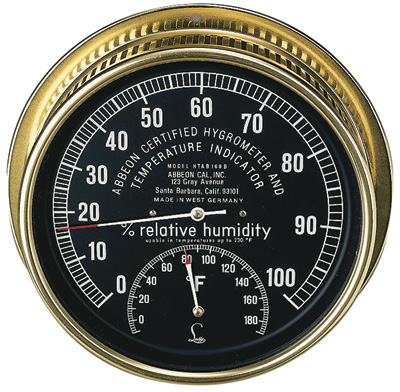 0 10 20 30 40 50 60 70 80 90 100
ABBEON CERTIFIED HYGROMETER AND
TEMPERATURE INDICATOR
MODEL HTAB169B
ABBEON CAL, INC.
123 Gray Avenue
Santa Barbara, Calif. 93101
MADE IN WEST GERMANY
% relative humidity
usable in temperatures up to 230 °F
0 20 40 60 80 100 120 140 160 180
°F